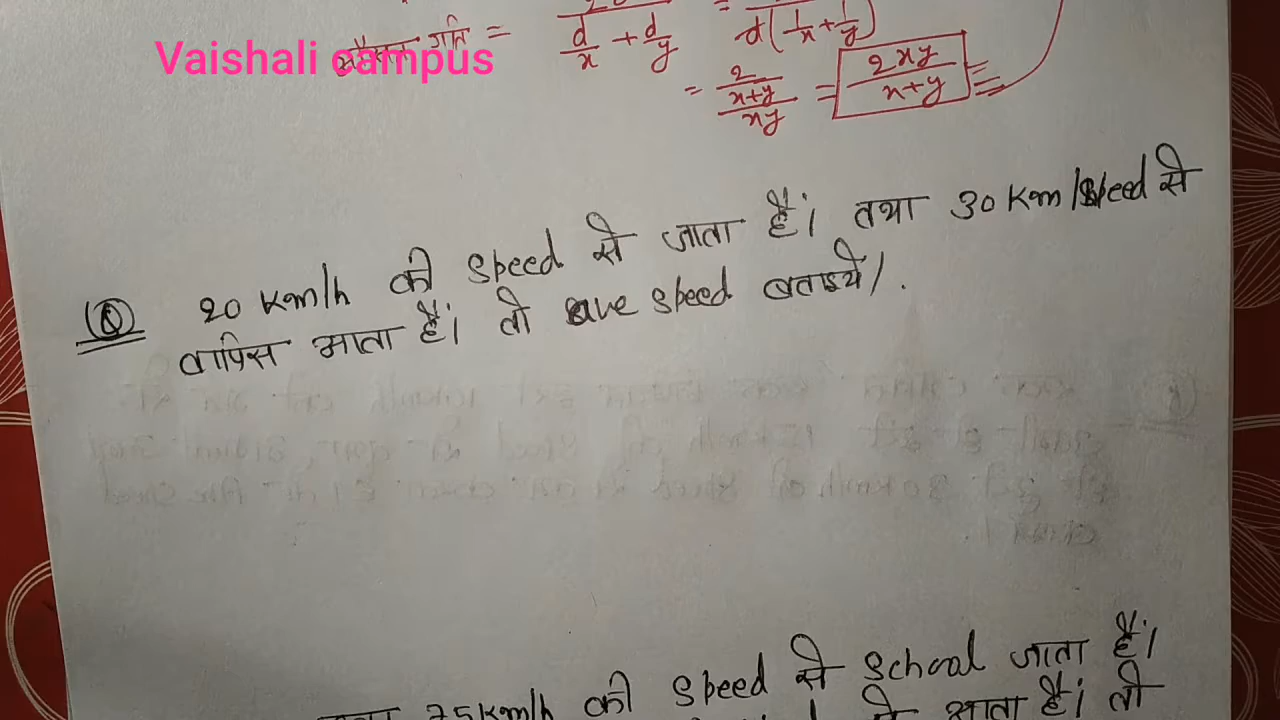 Vaishali campus
गति = d/x + d/y = d(1/x + 1/y)
= 2/((x+y)/xy) = 2xy/(x+y)
Q 20 Km/h की speed से जाता है। तथा 30 Km/speed से
वापिस आता है। तो ave speed बताइये।.
75 Km/h की speed से school जाता है।
से आता है। तो